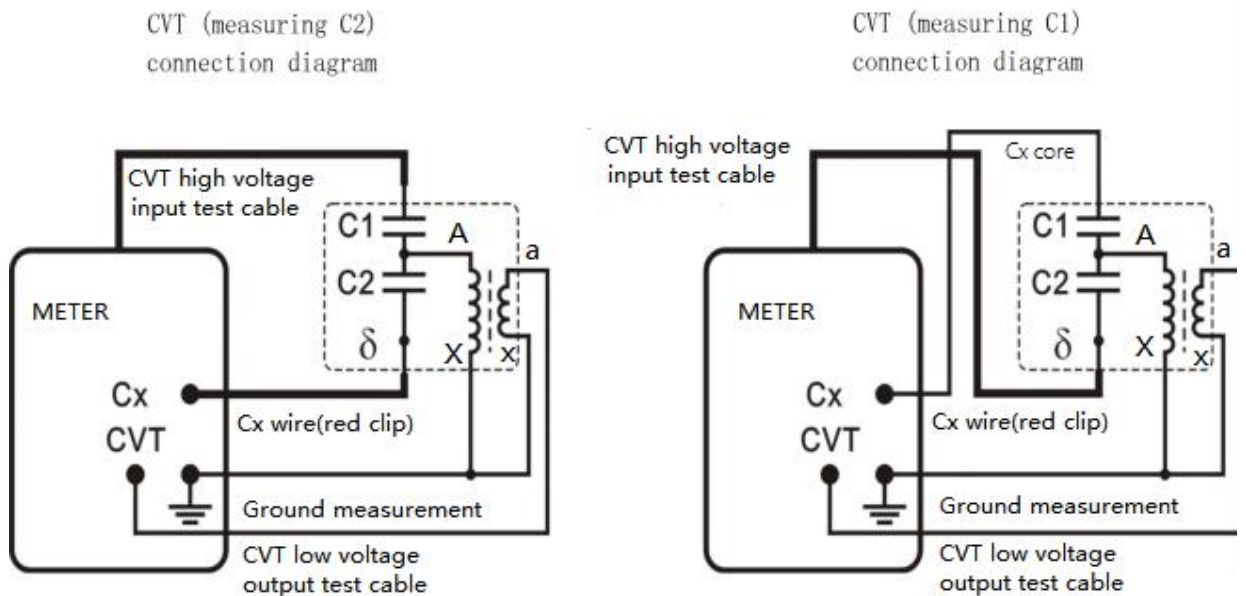 CVT (measuring C2)
connection diagram
CVT high voltage
input test cable
C1
A
a
C2
METER
δ
X
x
Cx
Cx wire(red clip)
CVT
Ground measurement
CVT low voltage
output test cable
CVT (measuring C1)
connection diagram
CVT high voltage
input test cable
Cx core
C1
A
a
C2
METER
δ
X
x
Cx
Cx wire(red clip)
CVT
Ground measurement
CVT low voltage
output test cable